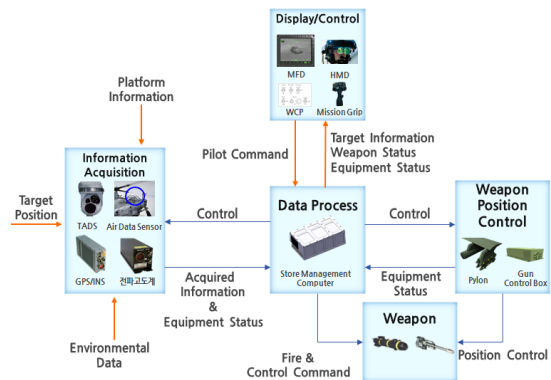 Display/Control
MFD
HMD
WCP
Mission Grip
Platform
Information
Pilot Command
Target Information
Weapon Status
Equipment Status
Information
Acquisition
TADS
Air Data Sensor
GPS/INS
전파고도계
Target
Position
Control
Data Process
Store Management
Computer
Control
Weapon
Position
Control
Pylon
Gun
Control Box
Acquired
Information
&
Equipment Status
Equipment
Status
Environmental
Data
Fire &
Control Command
Weapon
Position Control